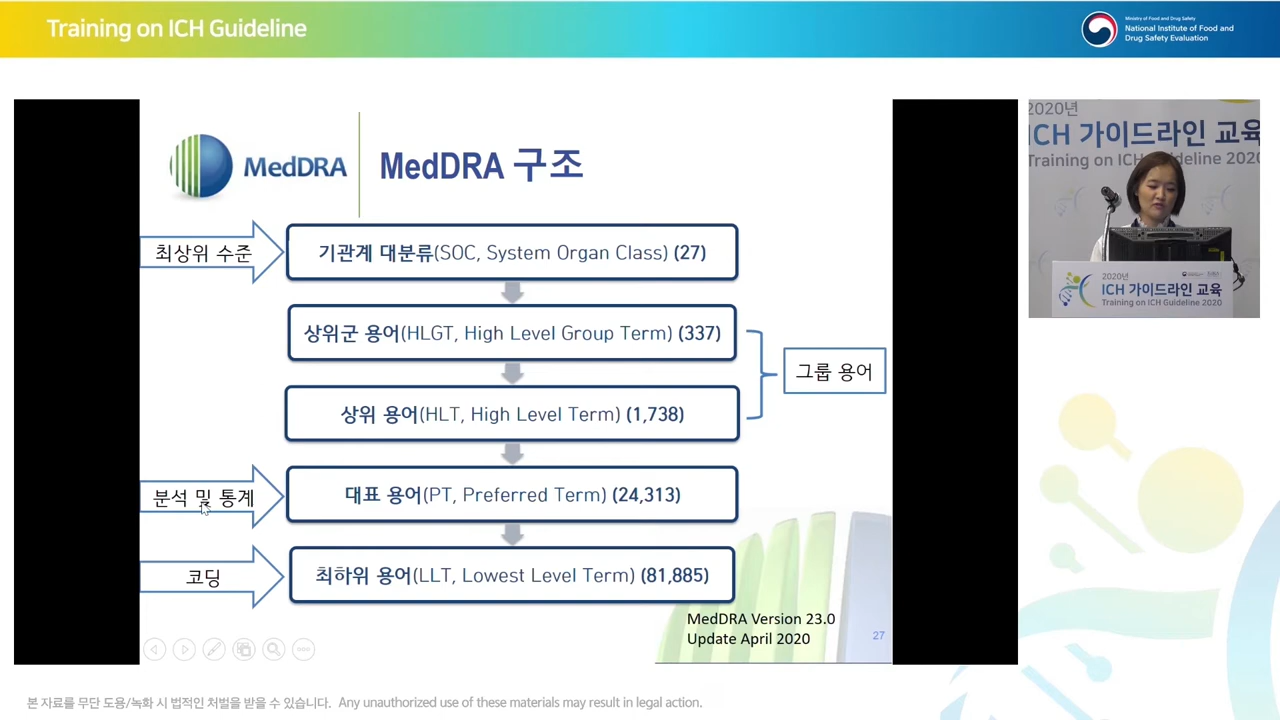 Training on ICH Guideline
Ministry of Food and Drug Safety
National Institute of Food and
Drug Safety Evaluation
MedDRA
MedDRA 구조
최상위 수준
기관계 대분류(SOC, System Organ Class) (27)
상위군 용어(HLGT, High Level Group Term) (337)
그룹 용어
상위 용어(HLT, High Level Term) (1,738)
분석 및 통계
대표 용어(PT, Preferred Term) (24,313)
코딩
최하위 용어(LLT, Lowest Level Term) (81,885)
MedDRA Version 23.0
Update April 2020
27
2020년
ICH 가이드라인 교육
Training on ICH Guideline 2020
2020년
ICH 가이드라인 교육
Training on ICH Guideline 2020
본 자료를 무단 도용/녹화 시 법적인 처벌을 받을 수 있습니다. Any unauthorized use of these materials may result in legal action.